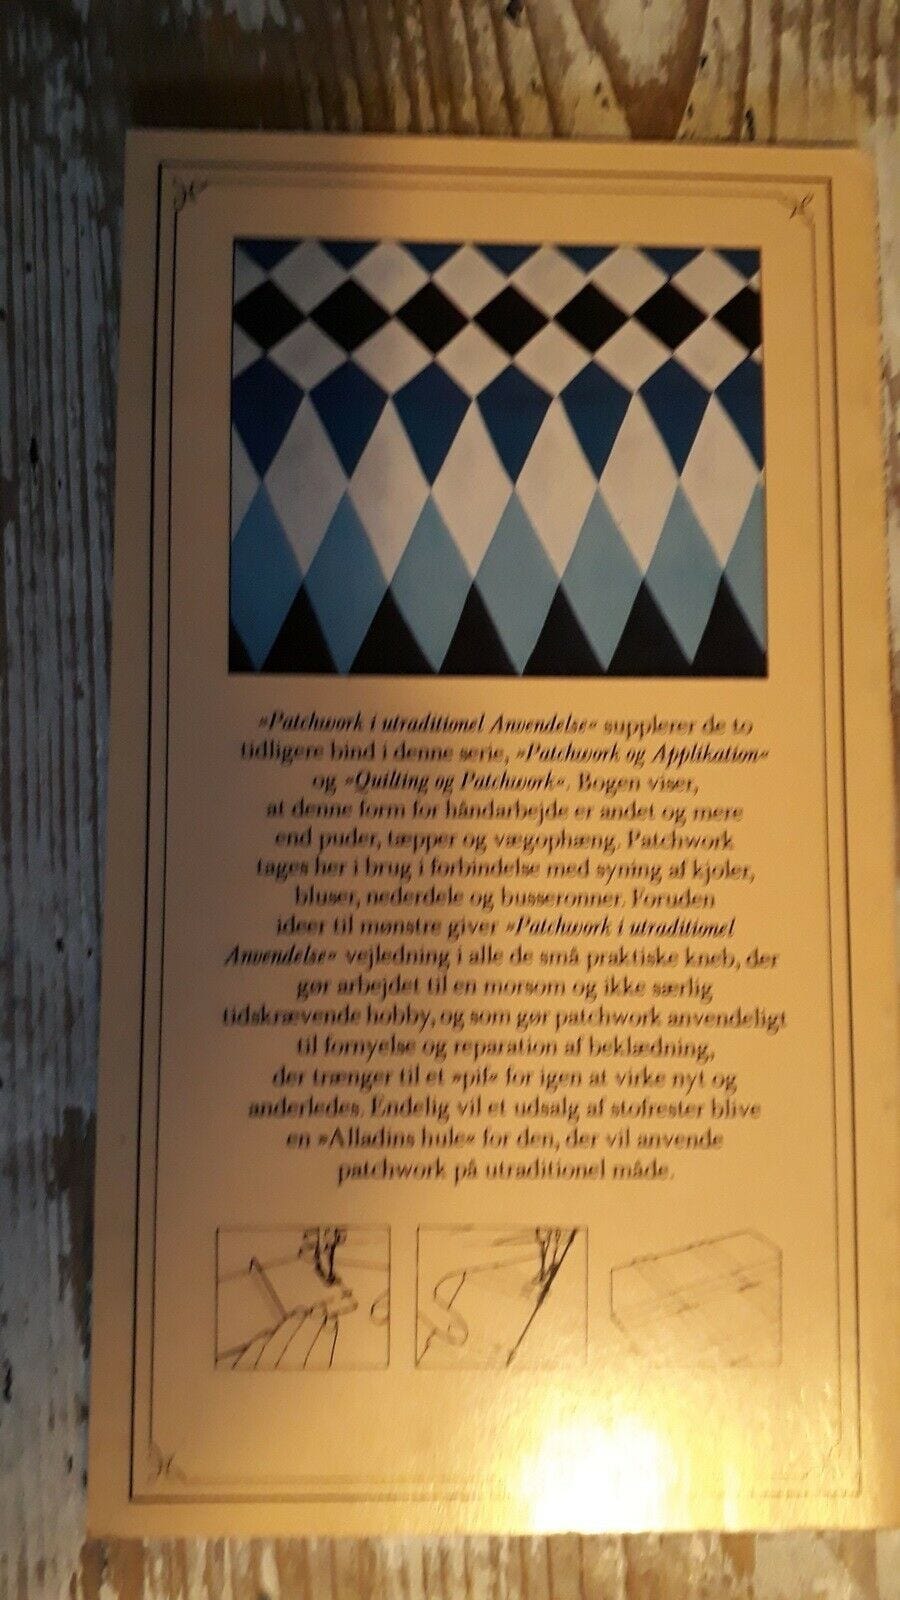 »Patchwork i utraditionel Anvendelse« supplerer de to
tidligere bind i denne serie, »Patchwork og Applikation«
og »Quilting og Patchwork«. Bogen viser,
at denne form for håndarbejde er andet og mere
end puder, tæpper og vægophæng. Patchwork
tages her i brug i forbindelse med syning af kjoler,
bluser, nederdele og busseronner. Foruden
ideer til mønstre giver »Patchwork i utraditionel
Anvendelse« vejledning i alle de små praktiske kneb, der
gør arbejdet til en morsom og ikke særlig
tidskrævende hobby, og som gør patchwork anvendeligt
til fornyelse og reparation af beklædning,
der trænger til et »pif« for igen at virke nyt og
anderledes. Endelig vil et udsalg af stofrester blive
en »Alladins hule« for den, der vil anvende
patchwork på utraditionel måde.